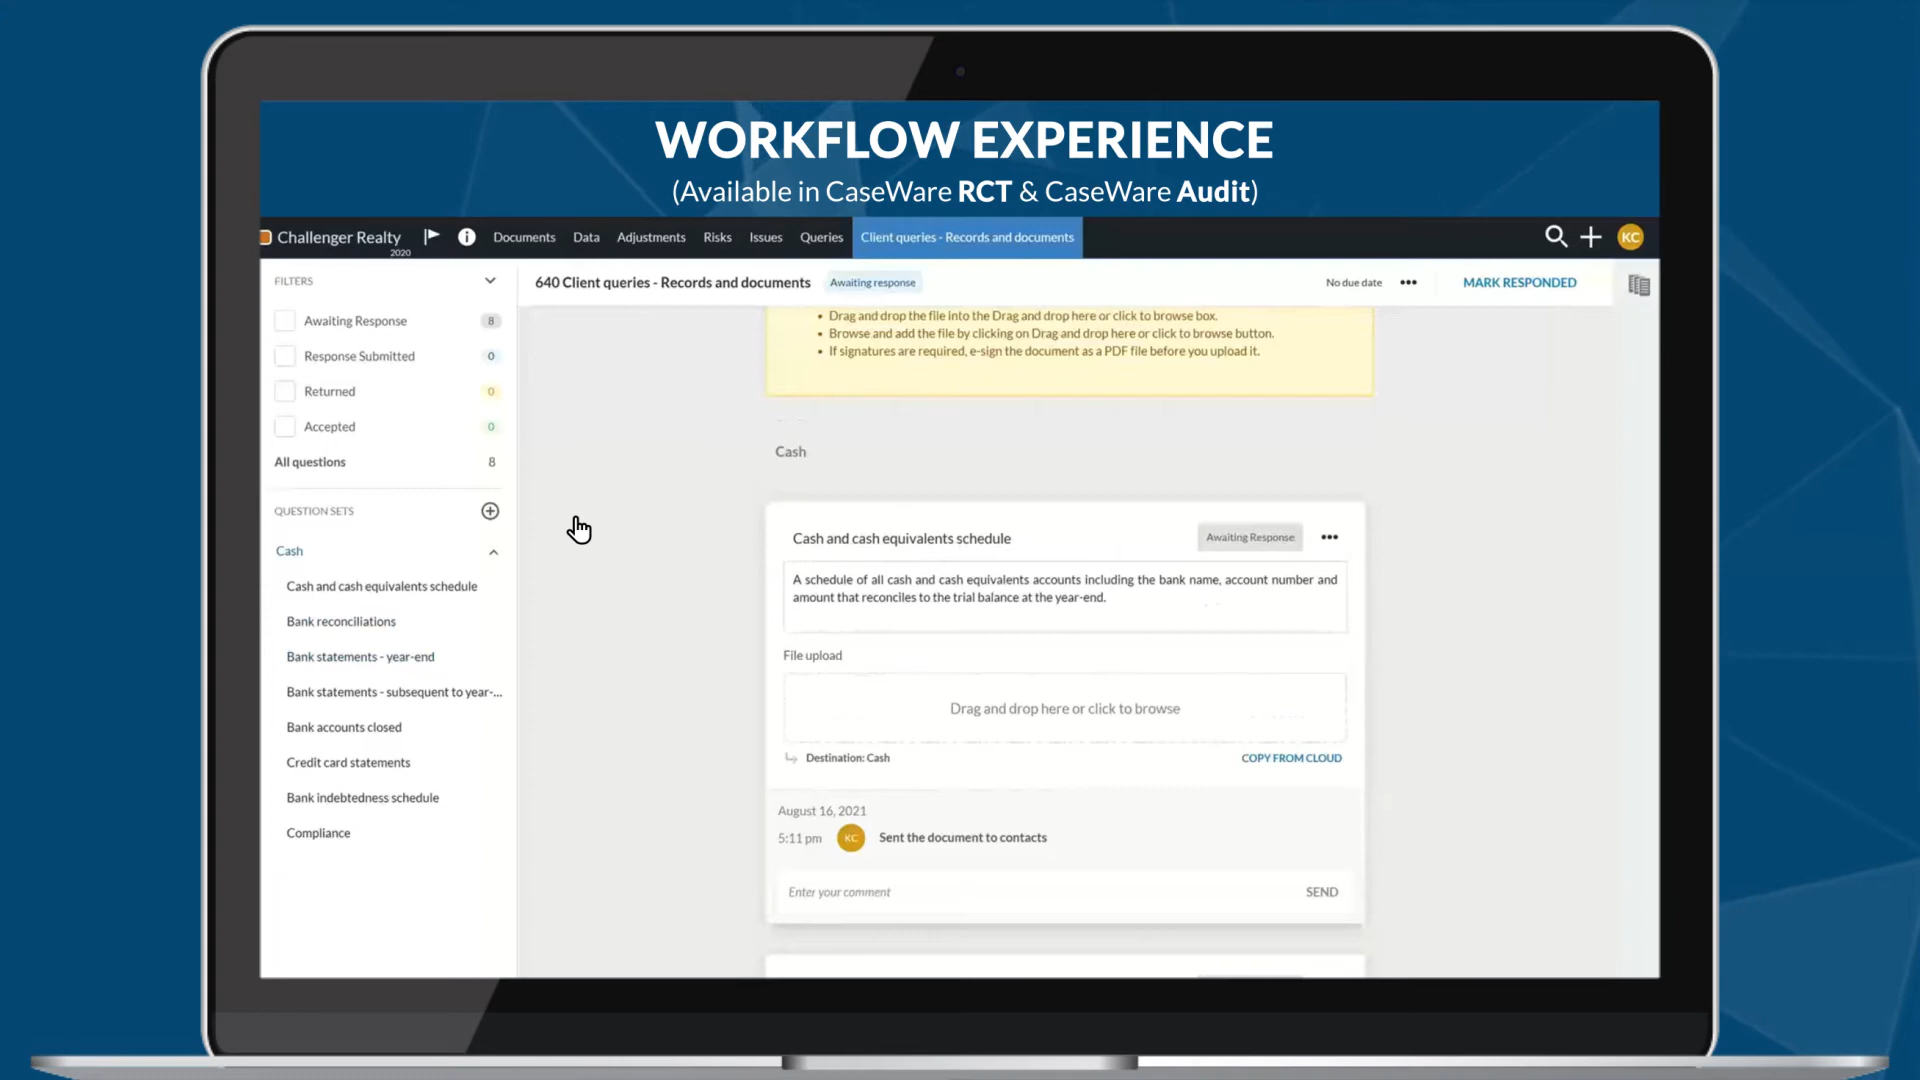 WORKFLOW EXPERIENCE
(Available in CaseWare RCT & CaseWare Audit)
Challenger Realty
2020
Documents
Data
Adjustments
Risks
Issues
Queries
Client queries - Records and documents
KC
FILTERS
Awaiting Response 8
Response Submitted 0
Returned 0
Accepted 0
All questions 8
QUESTION SETS
Cash
Cash and cash equivalents schedule
Bank reconciliations
Bank statements - year-end
Bank statements - subsequent to year-...
Bank accounts closed
Credit card statements
Bank indebtedness schedule
Compliance
640 Client queries - Records and documents
Awaiting response
No due date
MARK RESPONDED
• Drag and drop the file into the Drag and drop here or click to browse box.
• Browse and add the file by clicking on Drag and drop here or click to browse button.
• If signatures are required, e-sign the document as a PDF file before you upload it.
Cash
Cash and cash equivalents schedule
Awaiting Response
A schedule of all cash and cash equivalents accounts including the bank name, account number and
amount that reconciles to the trial balance at the year-end.
File upload
Drag and drop here or click to browse
Destination: Cash
COPY FROM CLOUD
August 16, 2021
5:11 pm KC Sent the document to contacts
Enter your comment
SEND